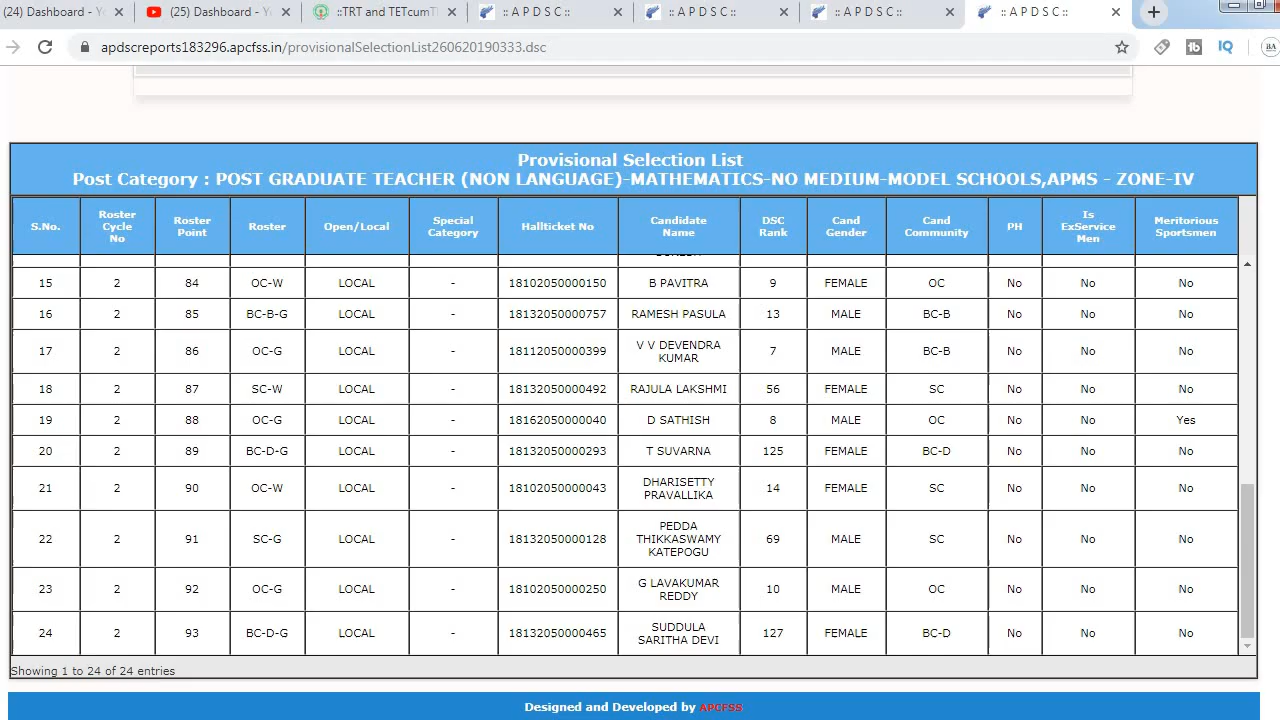 (24) Dashboard - Y
(25) Dashboard - Y
::TRT and TETcumT
:: A P D S C ::
:: A P D S C ::
:: A P D S C ::
:: A P D S C ::
apdscreports183296.apcfss.in/provisionalSelectionList260620190333.dsc
Provisional Selection List
Post Category : POST GRADUATE TEACHER (NON LANGUAGE)-MATHEMATICS-NO MEDIUM-MODEL SCHOOLS,APMS - ZONE-IV
S.No. Roster Cycle No Roster Point Roster Open/Local Special Category Hallticket No Candidate Name DSC Rank Cand Gender Cand Community PH Is ExService Men Meritorious Sportsmen
15 2 84 OC-W LOCAL - 18102050000150 B PAVITRA 9 FEMALE OC No No No
16 2 85 BC-B-G LOCAL - 18132050000757 RAMESH PASULA 13 MALE BC-B No No No
17 2 86 OC-G LOCAL - 18112050000399 V V DEVENDRA KUMAR 7 MALE BC-B No No No
18 2 87 SC-W LOCAL - 18132050000492 RAJULA LAKSHMI 56 FEMALE SC No No No
19 2 88 OC-G LOCAL - 18162050000040 D SATHISH 8 MALE OC No No Yes
20 2 89 BC-D-G LOCAL - 18132050000293 T SUVARNA 125 FEMALE BC-D No No No
21 2 90 OC-W LOCAL - 18102050000043 DHARISETTY PRAVALLIKA 14 FEMALE SC No No No
22 2 91 SC-G LOCAL - 18132050000128 PEDDA THIKKASWAMY KATEPOGU 69 MALE SC No No No
23 2 92 OC-G LOCAL - 18102050000250 G LAVAKUMAR REDDY 10 MALE OC No No No
24 2 93 BC-D-G LOCAL - 18132050000465 SUDDULA SARITHA DEVI 127 FEMALE BC-D No No No
Showing 1 to 24 of 24 entries
Designed and Developed by APCFSS